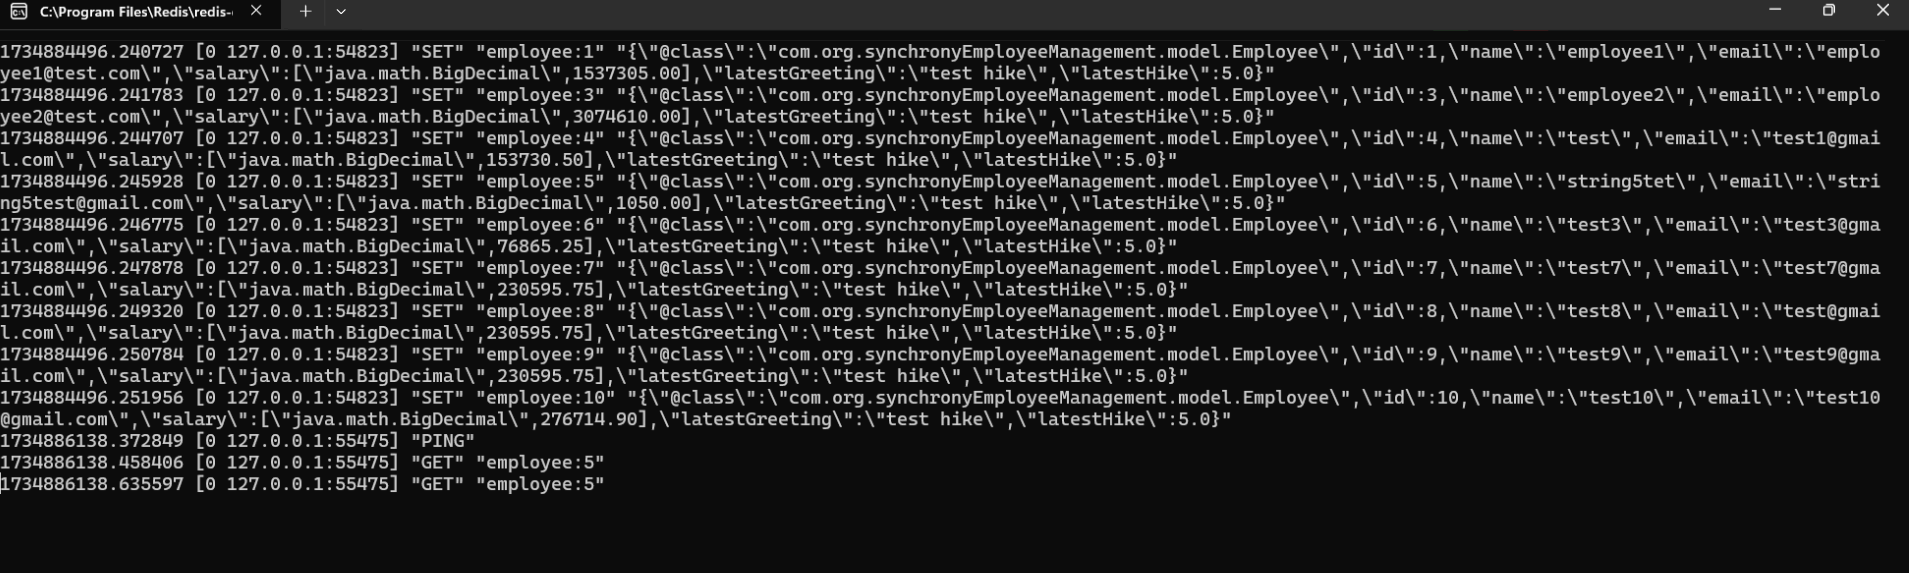 C:\Program Files\Redis\redis-
1734884496.240727 [0 127.0.0.1:54823] "SET" "employee:1" "{\"@class\":\"com.org.synchronyEmployeeManagement.model.Employee\",\"id\":1,\"name\":\"employee1\",\"email\":\"emplo
yee1@test.com\",\"salary\":[\"java.math.BigDecimal\",1537305.00],\"latestGreeting\":\"test hike\",\"latestHike\":5.0}"
1734884496.241783 [0 127.0.0.1:54823] "SET" "employee:3" "{\"@class\":\"com.org.synchronyEmployeeManagement.model.Employee\",\"id\":3,\"name\":\"employee2\",\"email\":\"emplo
yee2@test.com\",\"salary\":[\"java.math.BigDecimal\",3074610.00],\"latestGreeting\":\"test hike\",\"latestHike\":5.0}"
1734884496.244707 [0 127.0.0.1:54823] "SET" "employee:4" "{\"@class\":\"com.org.synchronyEmployeeManagement.model.Employee\",\"id\":4,\"name\":\"test\",\"email\":\"test1@gmai
l.com\",\"salary\":[\"java.math.BigDecimal\",153730.50],\"latestGreeting\":\"test hike\",\"latestHike\":5.0}"
1734884496.245928 [0 127.0.0.1:54823] "SET" "employee:5" "{\"@class\":\"com.org.synchronyEmployeeManagement.model.Employee\",\"id\":5,\"name\":\"string5tet\",\"email\":\"stri
ng5test@gmail.com\",\"salary\":[\"java.math.BigDecimal\",1050.00],\"latestGreeting\":\"test hike\",\"latestHike\":5.0}"
1734884496.246775 [0 127.0.0.1:54823] "SET" "employee:6" "{\"@class\":\"com.org.synchronyEmployeeManagement.model.Employee\",\"id\":6,\"name\":\"test3\",\"email\":\"test3@gma
il.com\",\"salary\":[\"java.math.BigDecimal\",76865.25],\"latestGreeting\":\"test hike\",\"latestHike\":5.0}"
1734884496.247878 [0 127.0.0.1:54823] "SET" "employee:7" "{\"@class\":\"com.org.synchronyEmployeeManagement.model.Employee\",\"id\":7,\"name\":\"test7\",\"email\":\"test7@gma
il.com\",\"salary\":[\"java.math.BigDecimal\",230595.75],\"latestGreeting\":\"test hike\",\"latestHike\":5.0}"
1734884496.249320 [0 127.0.0.1:54823] "SET" "employee:8" "{\"@class\":\"com.org.synchronyEmployeeManagement.model.Employee\",\"id\":8,\"name\":\"test8\",\"email\":\"test@gmai
l.com\",\"salary\":[\"java.math.BigDecimal\",230595.75],\"latestGreeting\":\"test hike\",\"latestHike\":5.0}"
1734884496.250784 [0 127.0.0.1:54823] "SET" "employee:9" "{\"@class\":\"com.org.synchronyEmployeeManagement.model.Employee\",\"id\":9,\"name\":\"test9\",\"email\":\"test9@gma
il.com\",\"salary\":[\"java.math.BigDecimal\",230595.75],\"latestGreeting\":\"test hike\",\"latestHike\":5.0}"
1734884496.251956 [0 127.0.0.1:54823] "SET" "employee:10" "{\"@class\":\"com.org.synchronyEmployeeManagement.model.Employee\",\"id\":10,\"name\":\"test10\",\"email\":\"test10
@gmail.com\",\"salary\":[\"java.math.BigDecimal\",276714.90],\"latestGreeting\":\"test hike\",\"latestHike\":5.0}"
1734886138.372849 [0 127.0.0.1:55475] "PING"
1734886138.458406 [0 127.0.0.1:55475] "GET" "employee:5"
1734886138.635597 [0 127.0.0.1:55475] "GET" "employee:5"